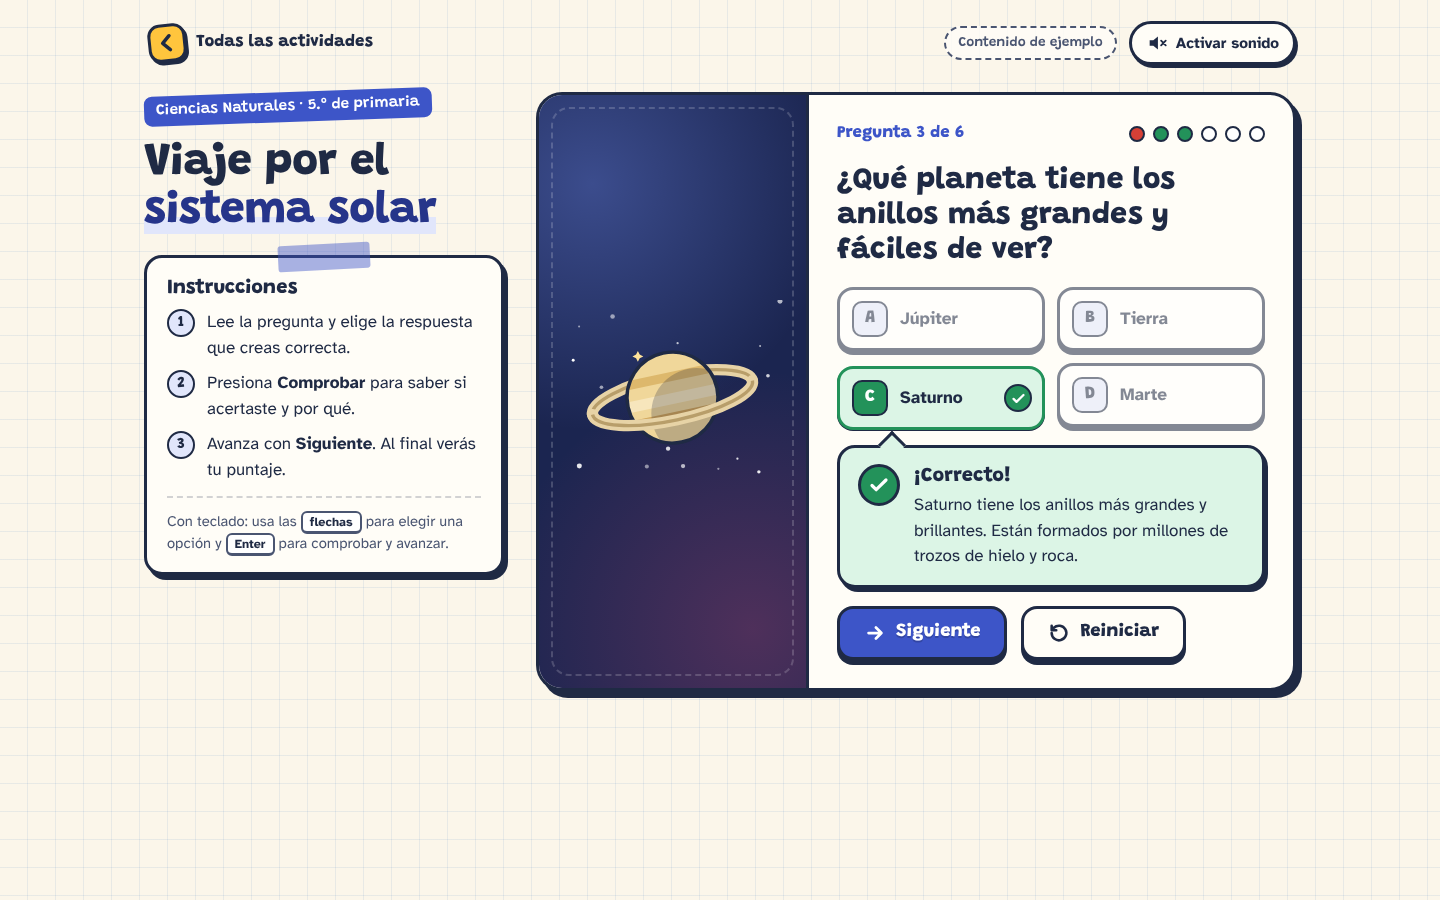 Todas las actividades
Contenido de ejemplo
Activar sonido
Ciencias Naturales · 5.º de primaria
Viaje por el
sistema solar
Instrucciones
1 Lee la pregunta y elige la respuesta
que creas correcta.
2 Presiona Comprobar para saber si
acertaste y por qué.
3 Avanza con Siguiente. Al final verás
tu puntaje.
Con teclado: usa las flechas para elegir una
opción y Enter para comprobar y avanzar.
Pregunta 3 de 6
¿Qué planeta tiene los
anillos más grandes y
fáciles de ver?
A Júpiter
B Tierra
C Saturno
D Marte
¡Correcto!
Saturno tiene los anillos más grandes y
brillantes. Están formados por millones de
trozos de hielo y roca.
Siguiente
Reiniciar